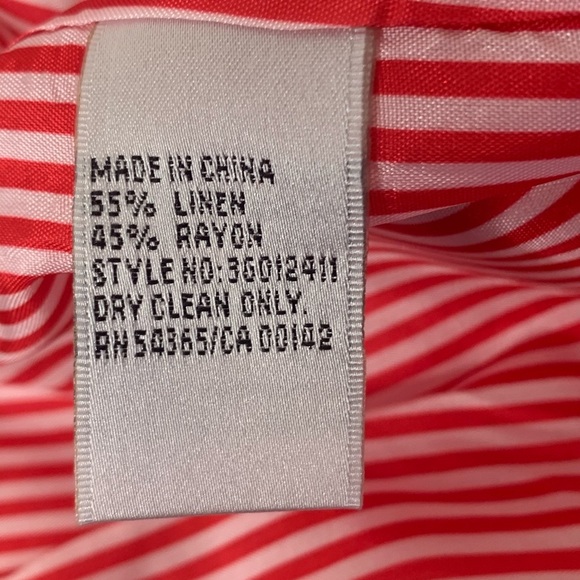 MADE IN CHINA
55% LINEN
45% RAYON
STYLE NO:3G012411
DRY CLEAN ONLY.
RN 54365/CA 00142